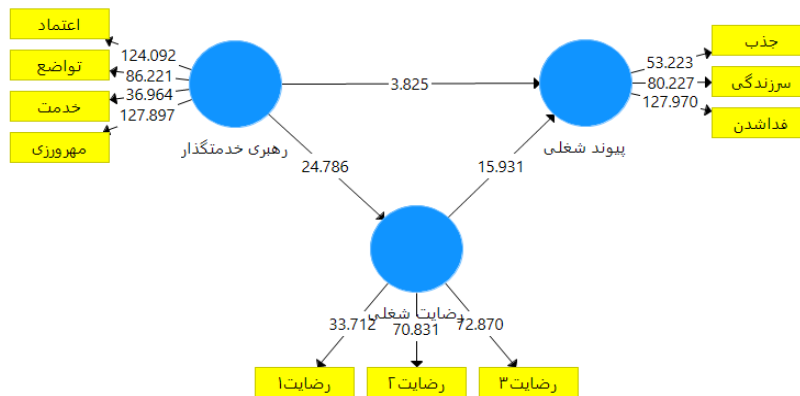 اعتماد
تواضع
خدمت
مهرورزی
124.092
86.221
36.964
127.897
رهبری خدمتگذار
3.825
24.786
15.931
جذب
سرزندگی
فداشدن
53.223
80.227
127.970
پیوند شغلی
رضایت شغلی
33.712
70.831
72.870
رضایت۱
رضایت۲
رضایت۳